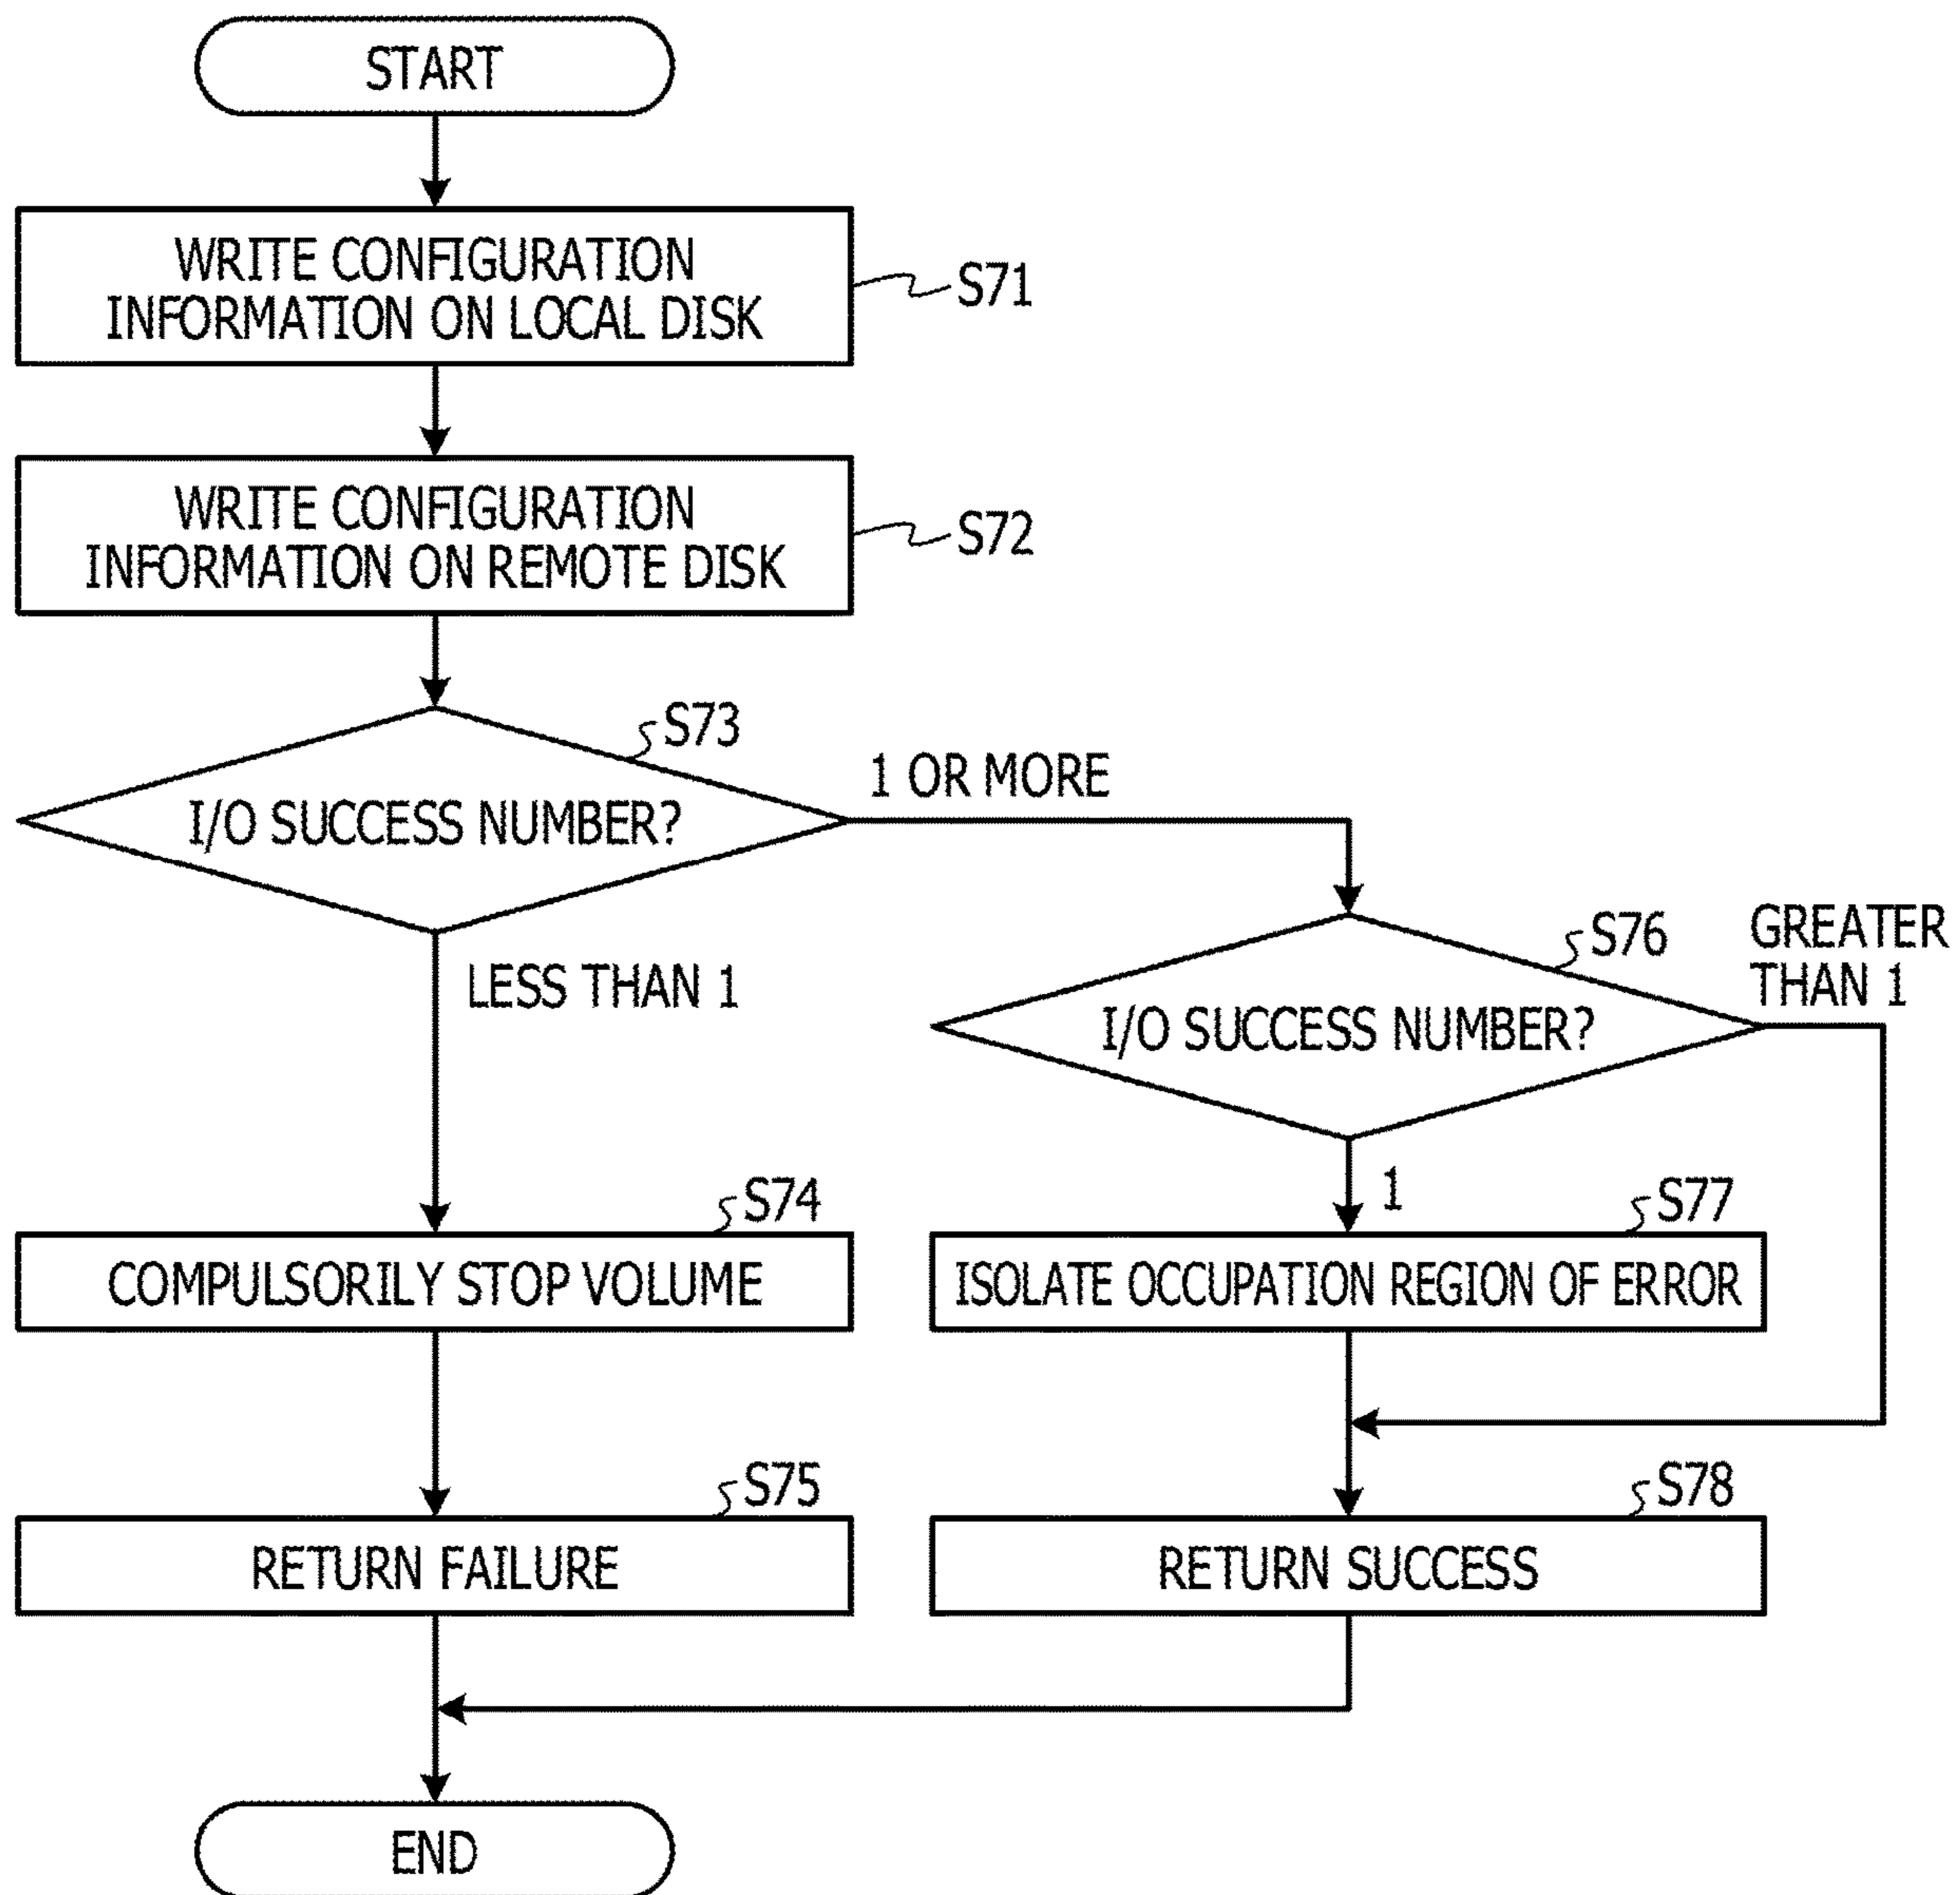 START
WRITE CONFIGURATION
INFORMATION ON LOCAL DISK
S71
WRITE CONFIGURATION
INFORMATION ON REMOTE DISK
S72
S73
I/O SUCCESS NUMBER?
1 OR MORE
LESS THAN 1
S76
GREATER
THAN 1
I/O SUCCESS NUMBER?
1
S74
COMPULSORILY STOP VOLUME
S77
ISOLATE OCCUPATION REGION OF ERROR
S75
RETURN FAILURE
S78
RETURN SUCCESS
END